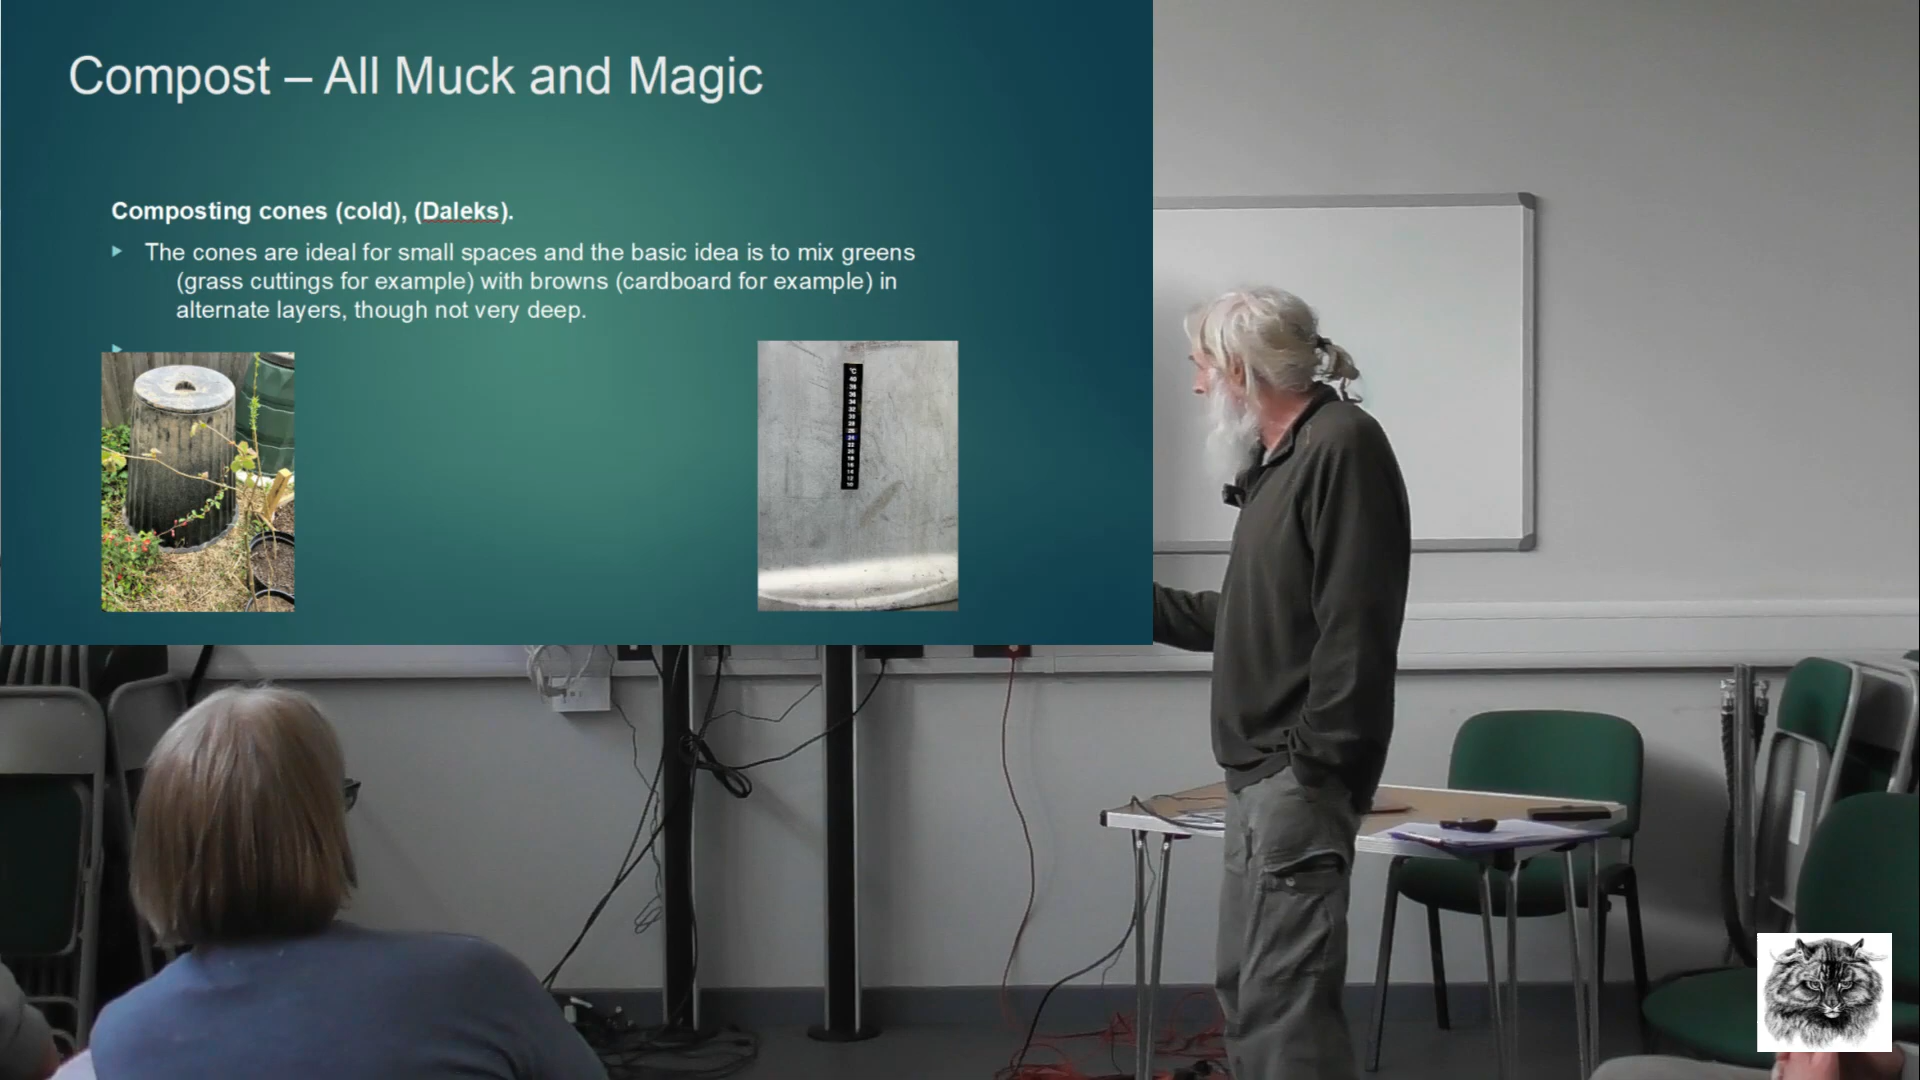 Compost – All Muck and Magic
Composting cones (cold), (Daleks).
The cones are ideal for small spaces and the basic idea is to mix greens
(grass cuttings for example) with browns (cardboard for example) in
alternate layers, though not very deep.
°C
40